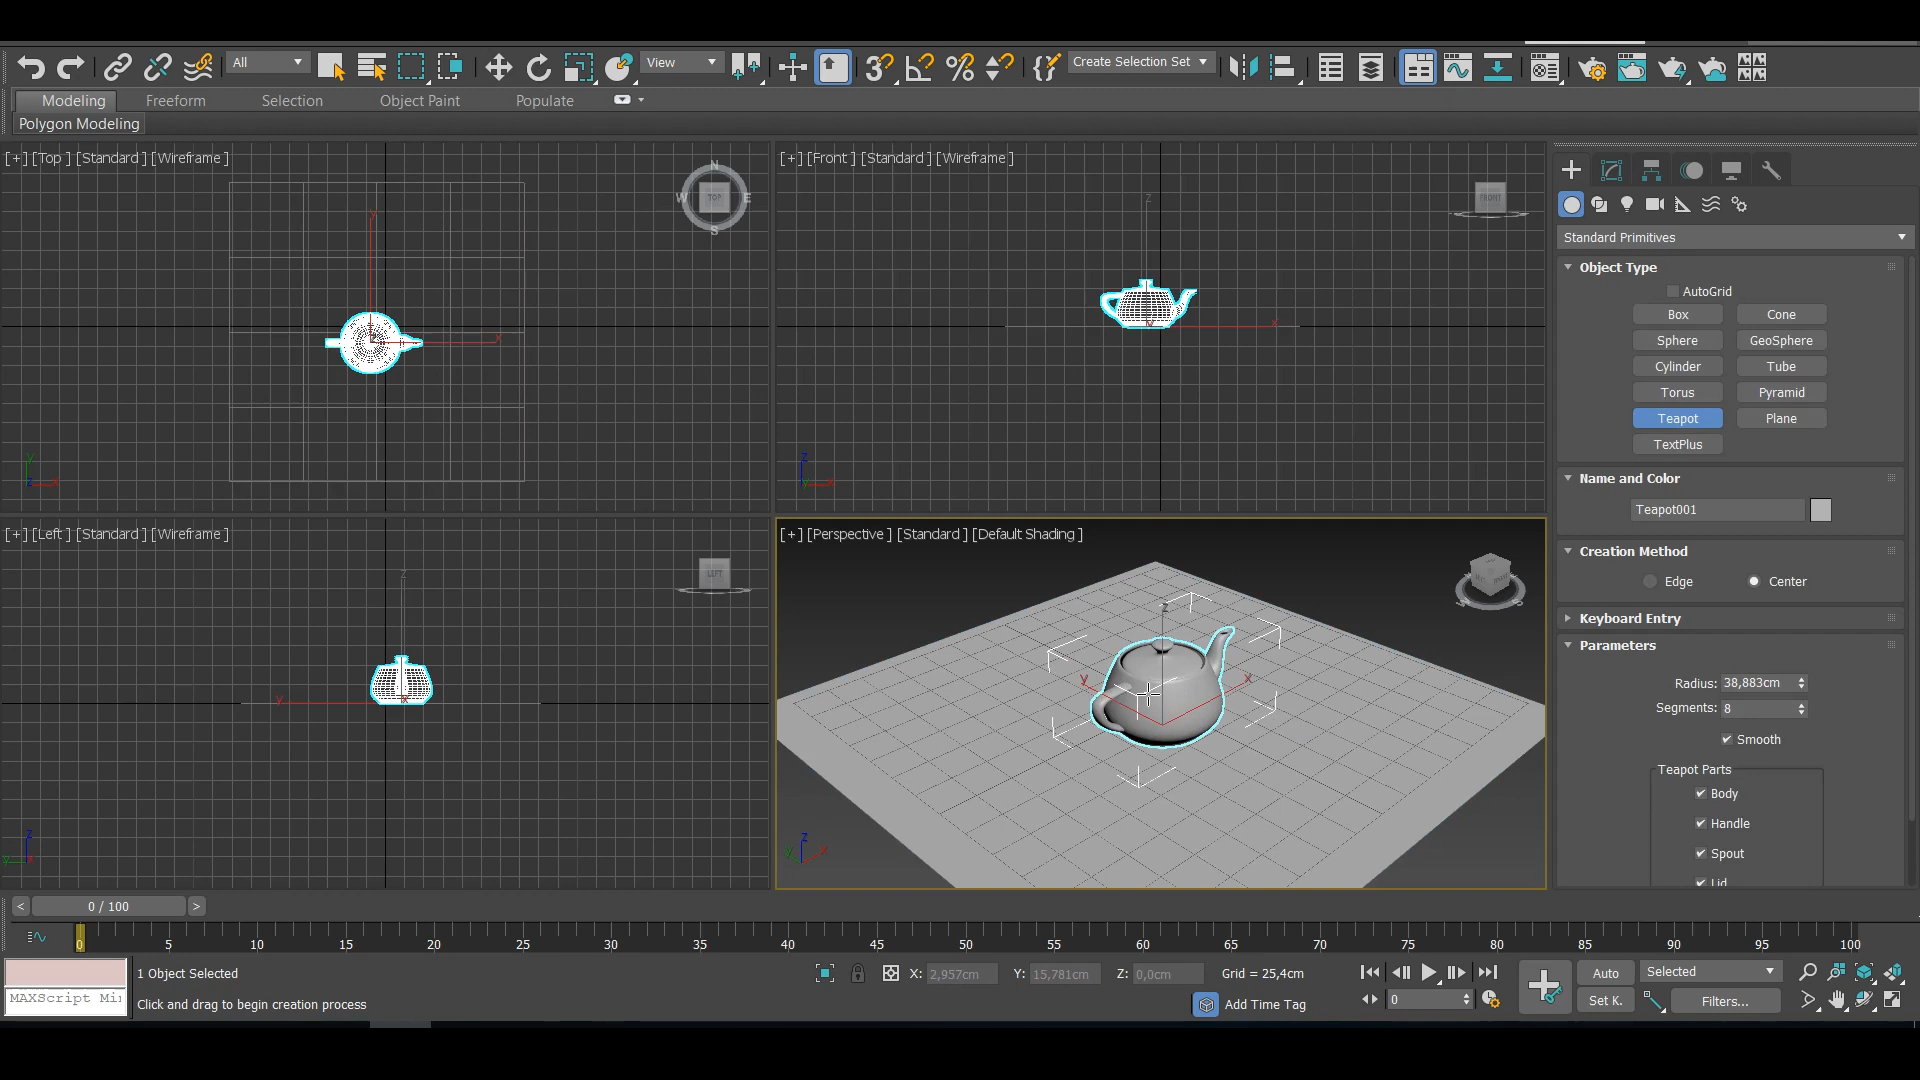 All
View
Create Selection Set
Modeling
Freeform
Selection
Object Paint
Populate
Polygon Modeling
[+] [Top ] [Standard ] [Wireframe ]
N
W
TOP
E
S
y
x
z
y
z
x
[+] [Front ] [Standard ] [Wireframe ]
FRONT
z
x
z
y
x
[+] [Left ] [Standard ] [Wireframe ]
LEFT
z
y
x
z
y
x
[+] [Perspective ] [Standard ] [Default Shading ]
z
y
x
z
y
x
Standard Primitives
Object Type
AutoGrid
Box
Cone
Sphere
GeoSphere
Cylinder
Tube
Torus
Pyramid
Teapot
Plane
TextPlus
Name and Color
Teapot001
Creation Method
Edge
Center
Keyboard Entry
Parameters
Radius: 38,883cm
Segments: 8
Smooth
Teapot Parts
Body
Handle
Spout
Lid
< 0 / 100 >
0 5 10 15 20 25 30 35 40 45 50 55 60 65 70 75 80 85 90 95 100
1 Object Selected
X: 2,957cm
Y: 15,781cm
Z: 0,0cm
Grid = 25,4cm
Auto
Selected
MAXScript Mi
Click and drag to begin creation process
Add Time Tag
0
Set K.
Filters...